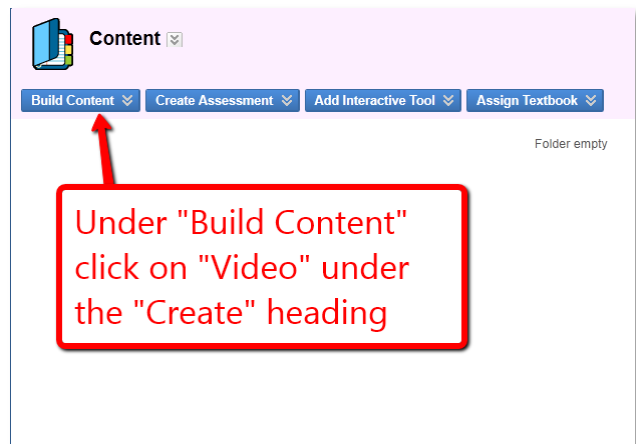 Content
Build Content Create Assessment Add Interactive Tool Assign Textbook
Folder empty
Under "Build Content"
click on "Video" under
the "Create" heading